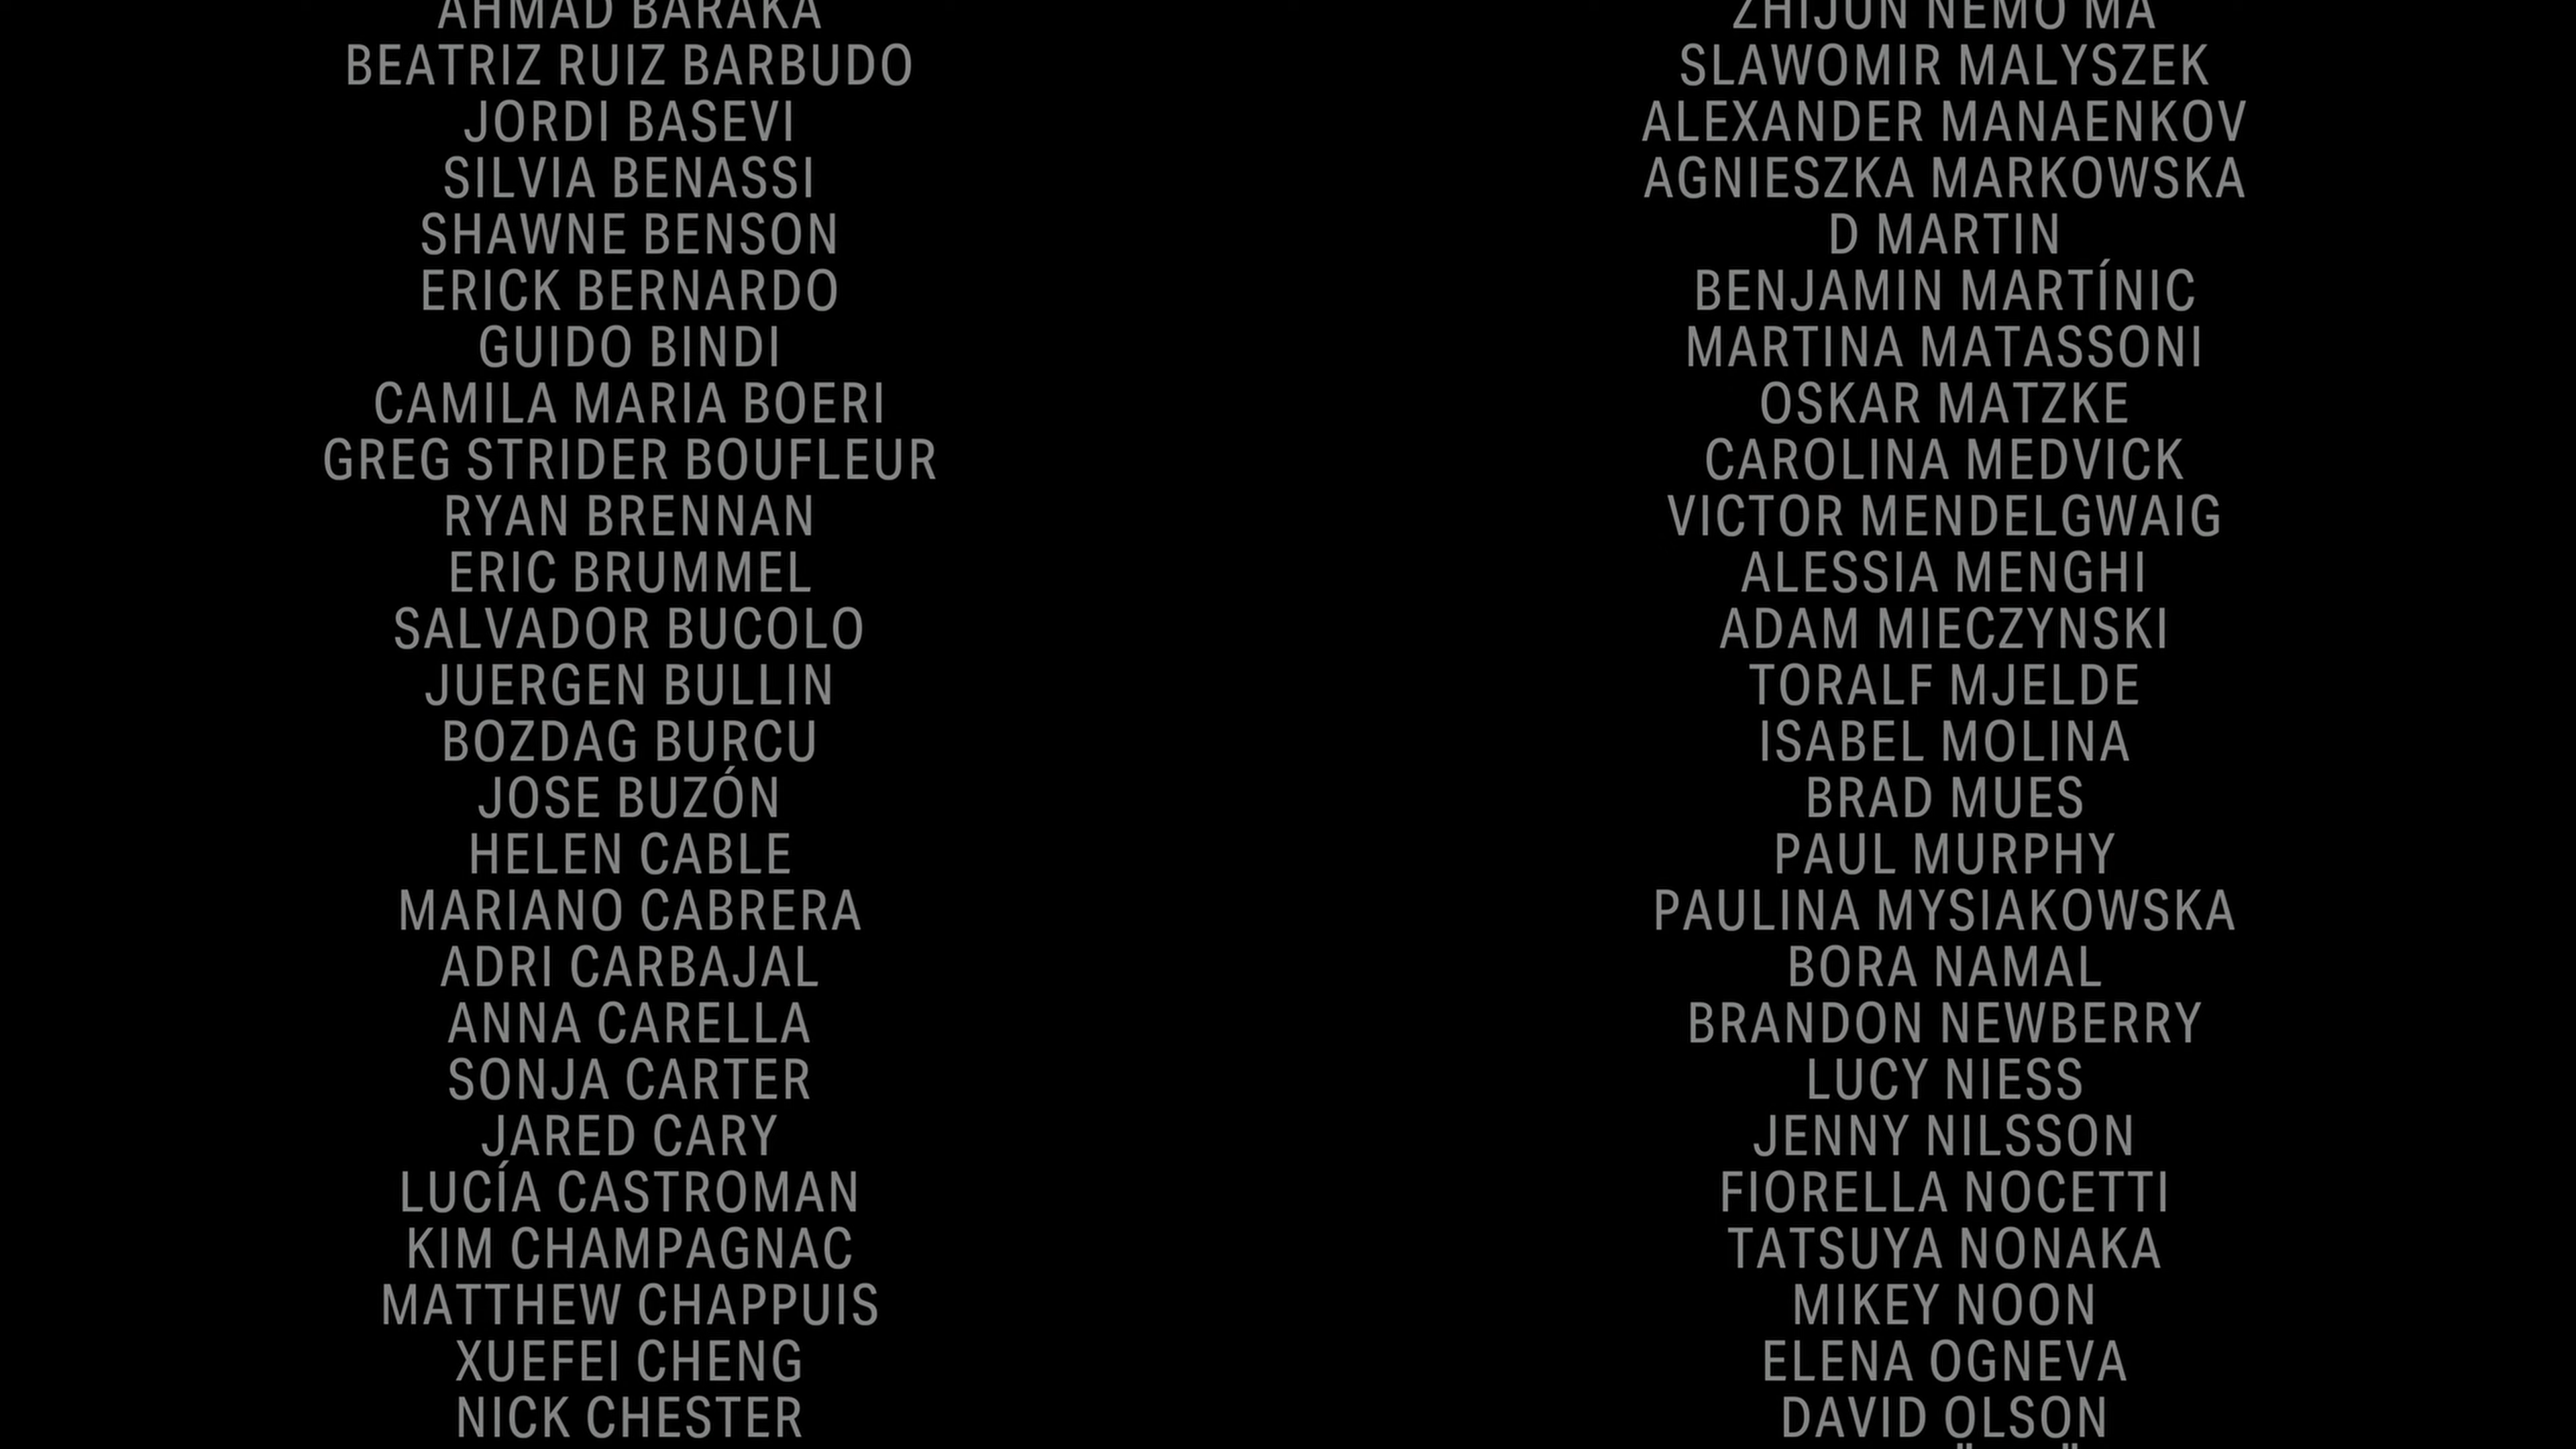 AHMAD BARAKA
BEATRIZ RUIZ BARBUDO
JORDI BASEVI
SILVIA BENASSI
SHAWNE BENSON
ERICK BERNARDO
GUIDO BINDI
CAMILA MARIA BOERI
GREG STRIDER BOUFLEUR
RYAN BRENNAN
ERIC BRUMMEL
SALVADOR BUCOLO
JUERGEN BULLIN
BOZDAG BURCU
JOSE BUZÓN
HELEN CABLE
MARIANO CABRERA
ADRI CARBAJAL
ANNA CARELLA
SONJA CARTER
JARED CARY
LUCÍA CASTROMAN
KIM CHAMPAGNAC
MATTHEW CHAPPUIS
XUEFEI CHENG
NICK CHESTER
ZHIJUN NEMO MA
SLAWOMIR MALYSZEK
ALEXANDER MANAENKOV
AGNIESZKA MARKOWSKA
D MARTIN
BENJAMIN MARTÍNIC
MARTINA MATASSONI
OSKAR MATZKE
CAROLINA MEDVICK
VICTOR MENDELGWAIG
ALESSIA MENGHI
ADAM MIECZYNSKI
TORALF MJELDE
ISABEL MOLINA
BRAD MUES
PAUL MURPHY
PAULINA MYSIAKOWSKA
BORA NAMAL
BRANDON NEWBERRY
LUCY NIESS
JENNY NILSSON
FIORELLA NOCETTI
TATSUYA NONAKA
MIKEY NOON
ELENA OGNEVA
DAVID OLSON